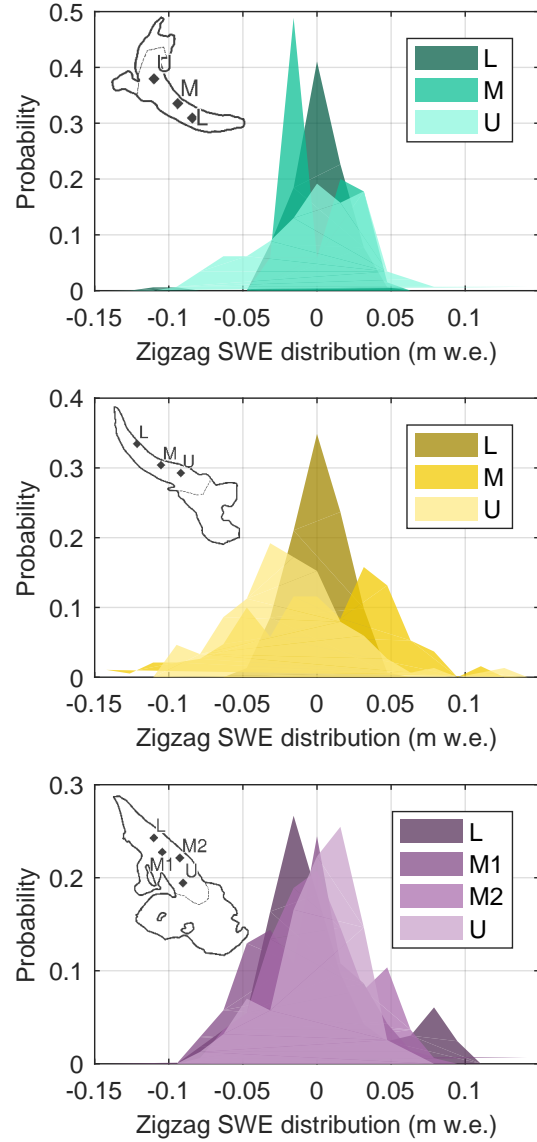 0.5
0.4
0.3
0.2
0.1
0
Probability
U
M
L
L
M
U
-0.15 -0.1 -0.05 0 0.05 0.1
Zigzag SWE distribution (m w.e.)
0.4
0.3
0.2
0.1
0
Probability
L
M
U
L
M
U
-0.15 -0.1 -0.05 0 0.05 0.1
Zigzag SWE distribution (m w.e.)
0.3
0.2
0.1
0
Probability
L
M2
M1
U
L
M1
M2
U
-0.15 -0.1 -0.05 0 0.05 0.1
Zigzag SWE distribution (m w.e.)